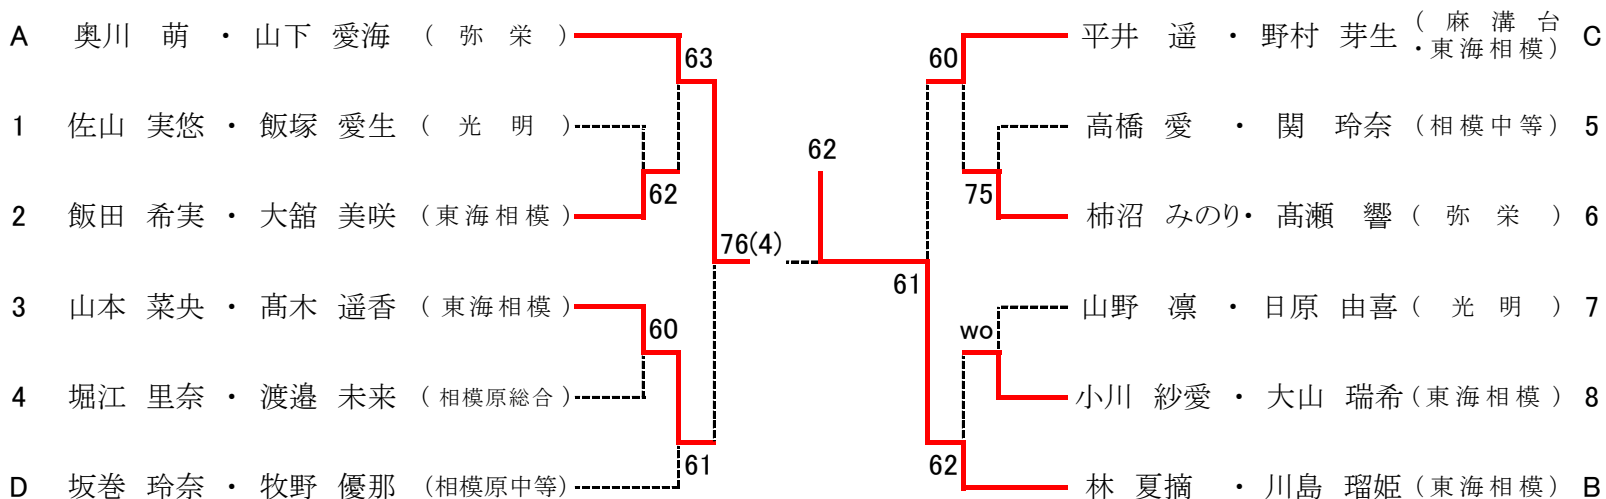 A 奥川 萌 ・ 山下 愛海 ( 弥 栄 )
63
1 佐山 実悠 ・ 飯塚 愛生 ( 光 明 )
62
2 飯田 希実 ・ 大舘 美咲 (東海相模)
76(4)
3 山本 菜央 ・ 髙木 遥香 (東海相模)
60
4 堀江 里奈 ・ 渡邉 未来 (相模原総合)
61
D 坂巻 玲奈 ・ 牧野 優那 (相模原中等)
62
平井 遥 ・ 野村 芽生 ( 麻 溝 台 ・東海相模) C
60
高橋 愛 ・ 関 玲奈 (相模中等) 5
75
柿沼 みのり・ 髙瀬 響 ( 弥 栄 ) 6
61
山野 凛 ・ 日原 由喜 ( 光 明 ) 7
wo
小川 紗愛 ・ 大山 瑞希 (東海相模) 8
62
林 夏摘 ・ 川島 瑠姫 (東海相模) B